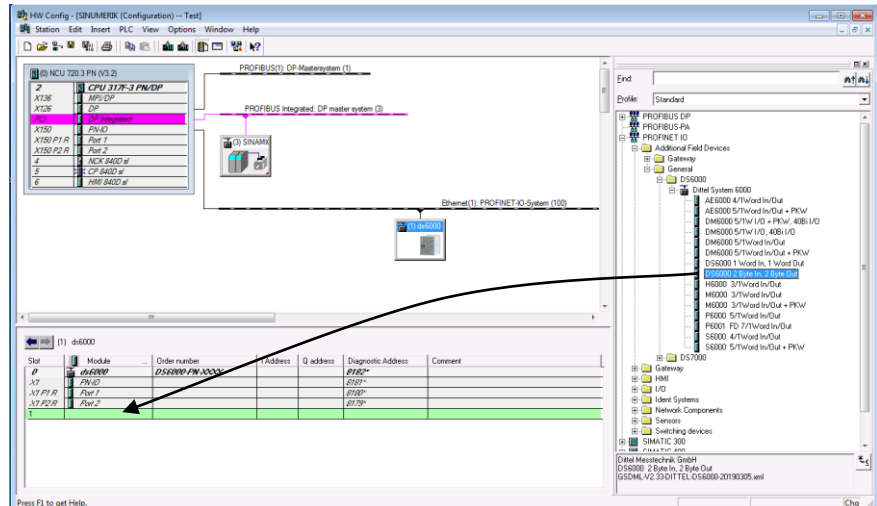 HW Config - [SINUMERIK (Configuration) --- Test]
Station Edit Insert PLC View Options Window Help
(0) NCU 720.3 PN (V3.2)
2 CPU 317F-3 PN/DP
X136 MPI/DP
X126 DP
PCI DP Integrated
X150 PN-IO
X150 P1 R Port 1
X150 P2 R Port 2
4 NCK 840D sl
5 CP 840D sl
6 HMI 840D sl
PROFIBUS(1): DP-Mastersystem (1)
PROFIBUS Integrated: DP master system (3)
(3) SINAMI
Ethernet(1): PROFINET-IO-System (100)
(1) ds6000
Find:
Profile: Standard
PROFIBUS DP
PROFIBUS-PA
PROFINET IO
Additional Field Devices
Gateway
General
DS6000
Dittel System 6000
AE6000 4/1Word In/Out
AE6000 5/1Word In/Out + PKW
DM6000 5/1W I/O + PKW, 40Bi I/O
DM6000 5/1W I/O, 40Bi I/O
DM6000 5/1Word In/Out
DM6000 5/1Word In/Out + PKW
DS6000 1 Word In, 1 Word Out
DS6000 2 Byte In, 2 Byte Out
H6000 3/1Word In/Out
M6000 3/1Word In/Out
M6000 3/1Word In/Out + PKW
P6000 5/1Word In/Out
P6001 FD 7/1Word In/Out
S6000 4/1Word In/Out
S6000 5/1Word In/Out + PKW
DS7000
Gateway
HMI
I/O
Ident Systems
Network Components
Sensors
Switching devices
SIMATIC 300
SIMATIC 400
(1) ds6000
Slot Module ... Order number I Address Q address Diagnostic Address Comment
0 ds6000 DS6000-PN-XXXX 8182*
X1 PN-IO 8181*
X1 P1 R Port 1 8180*
X1 P2 R Port 2 8179*
1
Dittel Messtechnik GmbH
DS6000 2 Byte In, 2 Byte Out
GSDML-V2.33-DITTEL-DS6000-20190305.xml
Press F1 to get Help.
Chg